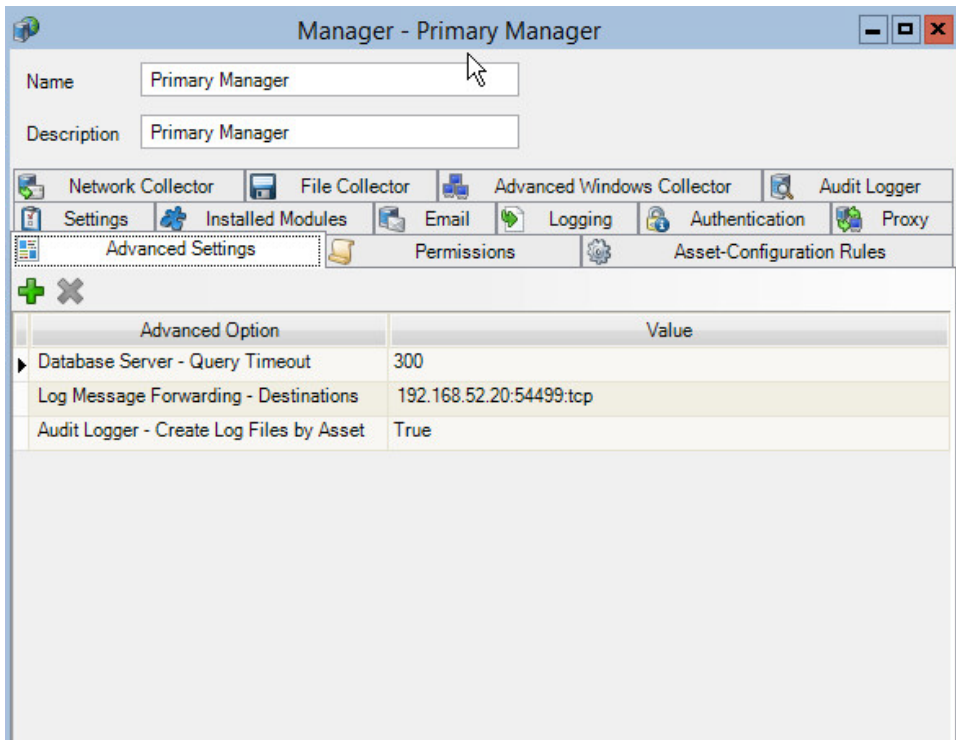 Manager - Primary Manager
Name Primary Manager
Description Primary Manager
Network Collector File Collector Advanced Windows Collector Audit Logger
Settings Installed Modules Email Logging Authentication Proxy
Advanced Settings Permissions Asset-Configuration Rules
Advanced Option Value
Database Server - Query Timeout 300
Log Message Forwarding - Destinations 192.168.52.20:54499:tcp
Audit Logger - Create Log Files by Asset True